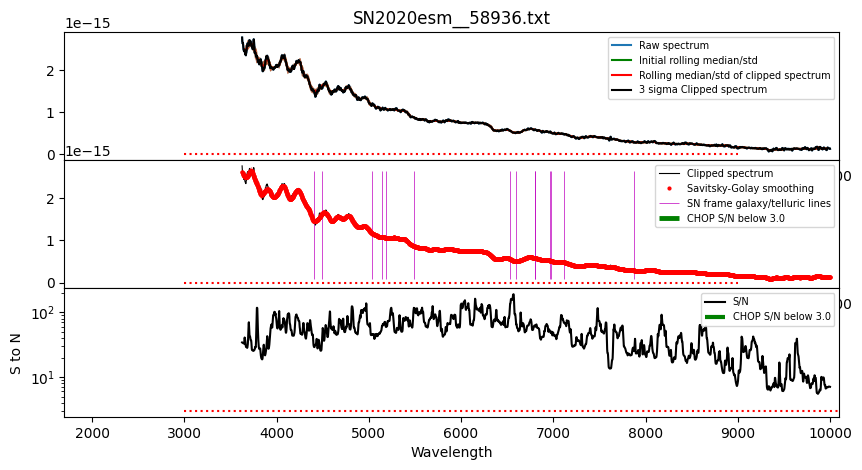 SN2020esm__58936.txt
1e−15
2
1
0
Raw spectrum
Initial rolling median/std
Rolling median/std of clipped spectrum
3 sigma Clipped spectrum
1e−15
2
1
0
Clipped spectrum
Savitsky-Golay smoothing
SN frame galaxy/telluric lines
CHOP S/N below 3.0
S to N
10²
10¹
S/N
CHOP S/N below 3.0
2000 3000 4000 5000 6000 7000 8000 9000 10000
Wavelength